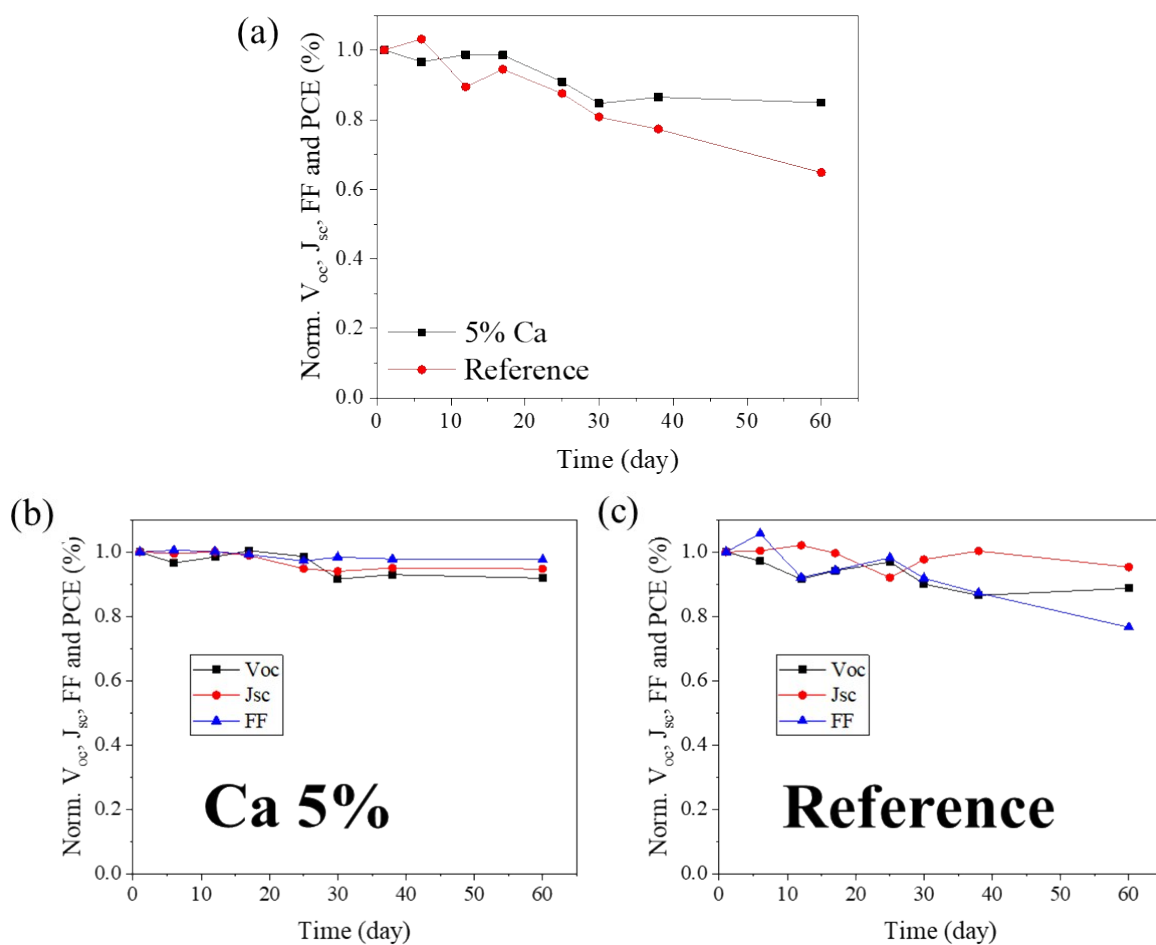 (a)
Norm. Voc, Jsc, FF and PCE (%)
1.0
0.8
0.6
0.4
0.2
0.0
5% Ca
Reference
0 10 20 30 40 50 60
Time (day)
(b)
Norm. Voc, Jsc, FF and PCE (%)
1.0
0.8
0.6
0.4
0.2
0.0
Voc
Jsc
FF
Ca 5%
0 10 20 30 40 50 60
Time (day)
(c)
Norm. Voc, Jsc, FF and PCE (%)
1.0
0.8
0.6
0.4
0.2
0.0
Voc
Jsc
FF
Reference
0 10 20 30 40 50 60
Time (day)